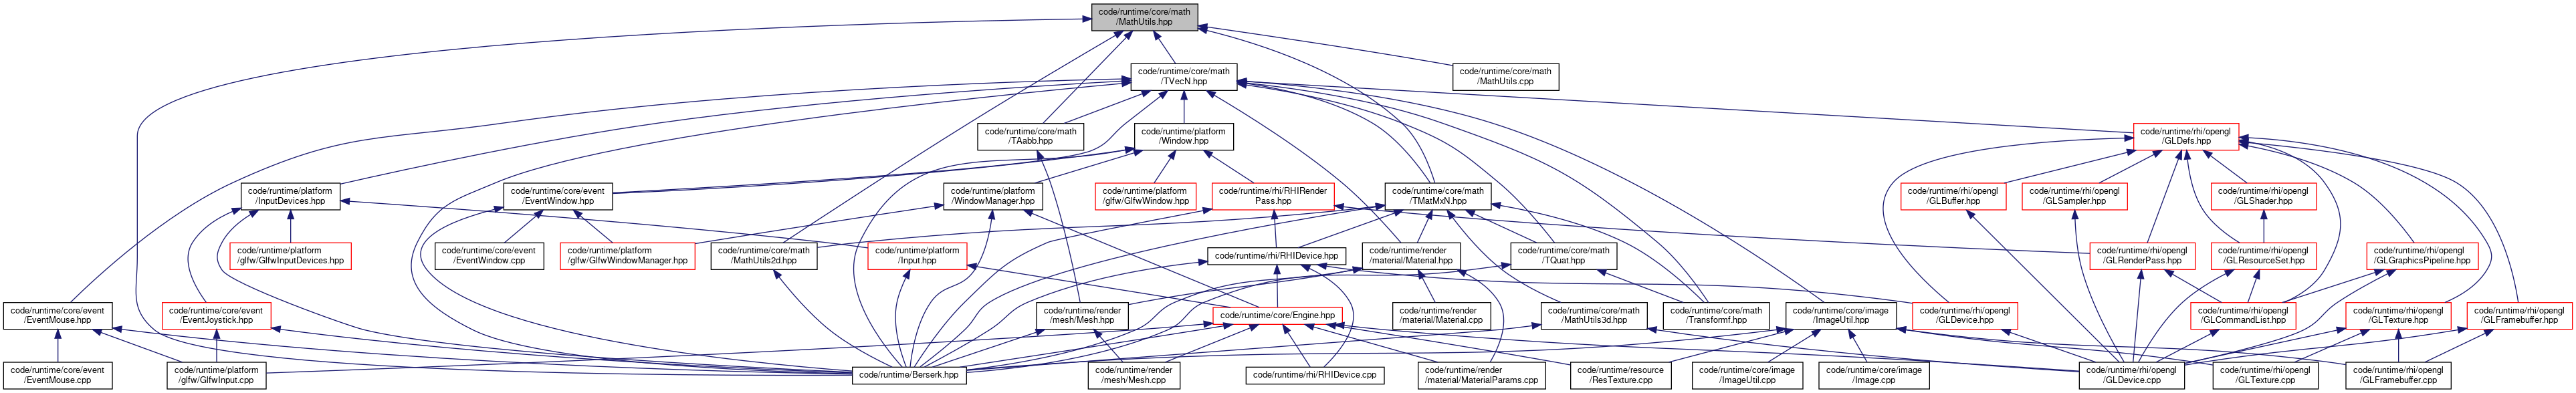 code/runtime/core/math
/MathUtils.hpp
code/runtime/core/math
/TVecN.hpp
code/runtime/core/math
/MathUtils.cpp
code/runtime/core/math
/TAabb.hpp
code/runtime/platform
/Window.hpp
code/runtime/rhi/opengl
/GLDefs.hpp
code/runtime/platform
/InputDevices.hpp
code/runtime/core/event
/EventWindow.hpp
code/runtime/platform
/WindowManager.hpp
code/runtime/platform
/glfw/GlfwWindow.hpp
code/runtime/rhi/RHIRender
Pass.hpp
code/runtime/core/math
/TMatMxN.hpp
code/runtime/rhi/opengl
/GLBuffer.hpp
code/runtime/rhi/opengl
/GLSampler.hpp
code/runtime/rhi/opengl
/GLShader.hpp
code/runtime/platform
/glfw/GlfwInputDevices.hpp
code/runtime/core/event
/EventWindow.cpp
code/runtime/platform
/glfw/GlfwWindowManager.hpp
code/runtime/core/math
/MathUtils2d.hpp
code/runtime/platform
/Input.hpp
code/runtime/rhi/RHIDevice.hpp
code/runtime/render
/material/Material.hpp
code/runtime/core/math
/TQuat.hpp
code/runtime/rhi/opengl
/GLRenderPass.hpp
code/runtime/rhi/opengl
/GLResourceSet.hpp
code/runtime/rhi/opengl
/GLGraphicsPipeline.hpp
code/runtime/core/event
/EventMouse.hpp
code/runtime/core/event
/EventJoystick.hpp
code/runtime/render
/mesh/Mesh.hpp
code/runtime/core/Engine.hpp
code/runtime/render
/material/Material.cpp
code/runtime/core/math
/MathUtils3d.hpp
code/runtime/core/math
/Transformf.hpp
code/runtime/core/image
/ImageUtil.hpp
code/runtime/rhi/opengl
/GLDevice.hpp
code/runtime/rhi/opengl
/GLCommandList.hpp
code/runtime/rhi/opengl
/GLTexture.hpp
code/runtime/rhi/opengl
/GLFramebuffer.hpp
code/runtime/core/event
/EventMouse.cpp
code/runtime/platform
/glfw/GlfwInput.cpp
code/runtime/Berserk.hpp
code/runtime/render
/mesh/Mesh.cpp
code/runtime/rhi/RHIDevice.cpp
code/runtime/render
/material/MaterialParams.cpp
code/runtime/resource
/ResTexture.cpp
code/runtime/core/image
/ImageUtil.cpp
code/runtime/core/image
/Image.cpp
code/runtime/rhi/opengl
/GLDevice.cpp
code/runtime/rhi/opengl
/GLTexture.cpp
code/runtime/rhi/opengl
/GLFramebuffer.cpp